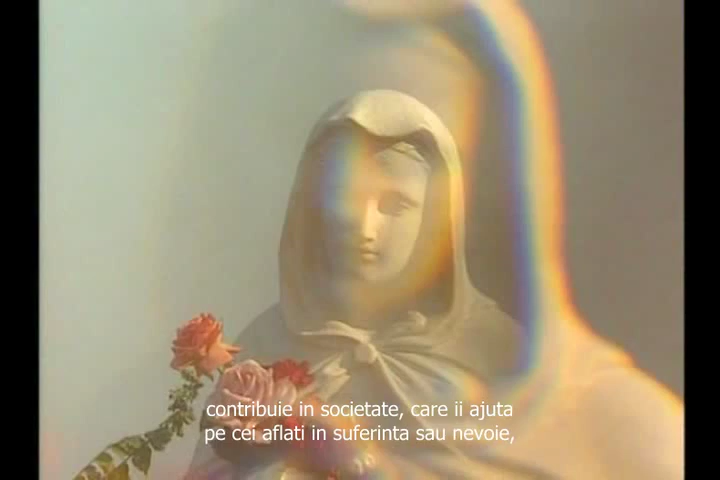 contribuie in societate, care ii ajuta
pe cei aflati in suferinta sau nevoie,